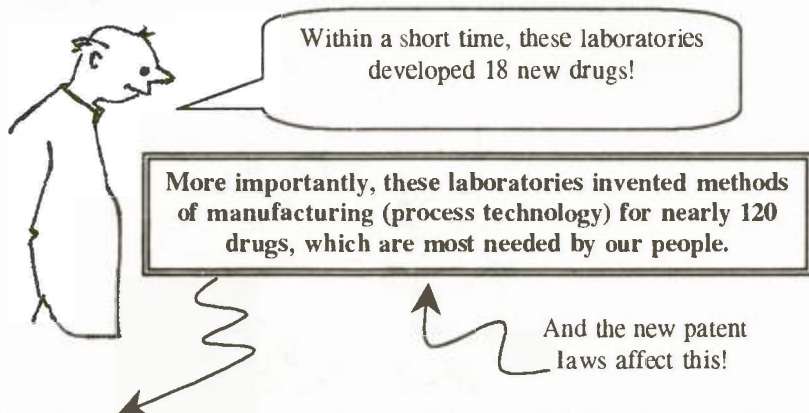 Within a short time, these laboratories
developed 18 new drugs!
More importantly, these laboratories invented methods
of manufacturing (process technology) for nearly 120
drugs, which are most needed by our people.
And the new patent
laws affect this!